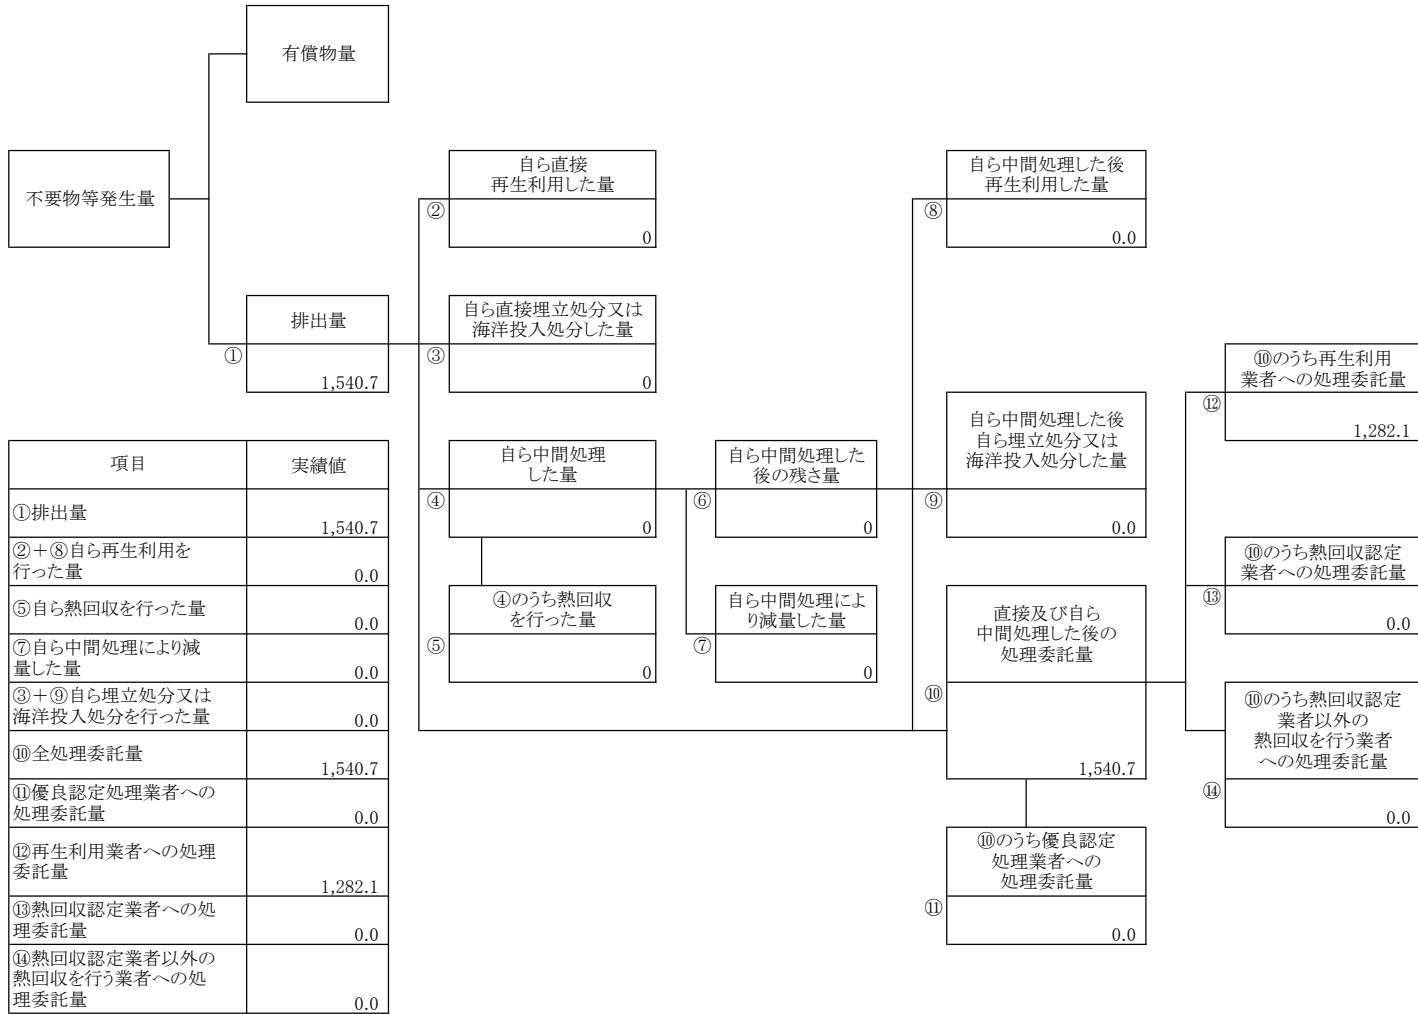 有償物量
不要物等発生量
自ら直接
再生利用した量
②
0
自ら中間処理した後
再生利用した量
⑧
0.0
排出量
①
1,540.7
自ら直接埋立処分又は
海洋投入処分した量
③
0
⑩のうち再生利用
業者への処理委託量
⑫
1,282.1
自ら中間処理
した量
④
0
自ら中間処理した
後の残さ量
⑥
0
自ら中間処理した後
自ら埋立処分又は
海洋投入処分した量
⑨
0.0
⑩のうち熱回収認定
業者への処理委託量
⑬
0.0
④のうち熱回収
を行った量
⑤
0
自ら中間処理によ
り減量した量
⑦
0
直接及び自ら
中間処理した後の
処理委託量
⑩
1,540.7
⑩のうち熱回収認定
業者以外の
熱回収を行う業者
への処理委託量
⑭
0.0
⑩のうち優良認定
処理業者への
処理委託量
⑪
0.0
項目 実績値
①排出量
1,540.7
②＋⑧自ら再生利用を
行った量 0.0
⑤自ら熱回収を行った量
0.0
⑦自ら中間処理により減
量した量 0.0
③＋⑨自ら埋立処分又は
海洋投入処分を行った量 0.0
⑩全処理委託量
1,540.7
⑪優良認定処理業者への
処理委託量 0.0
⑫再生利用業者への処理
委託量
1,282.1
⑬熱回収認定業者への処
理委託量 0.0
⑭熱回収認定業者以外の
熱回収を行う業者への処
理委託量 0.0